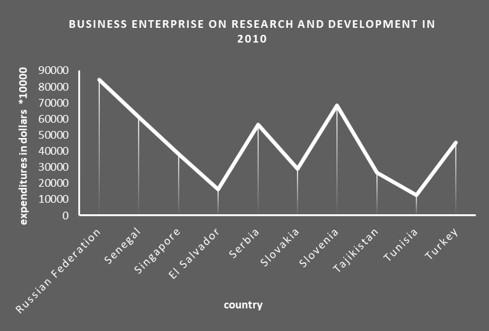 BUSINESS ENTERPRISE ON RESEARCH AND DEVELOPMENT IN
2010
expenditures in dollars *10000
90000
80000
70000
60000
50000
40000
30000
20000
10000
0
Russian Federation
Senegal
Singapore
El Salvador
Serbia
Slovakia
Slovenia
Tajikistan
Tunisia
Turkey
country